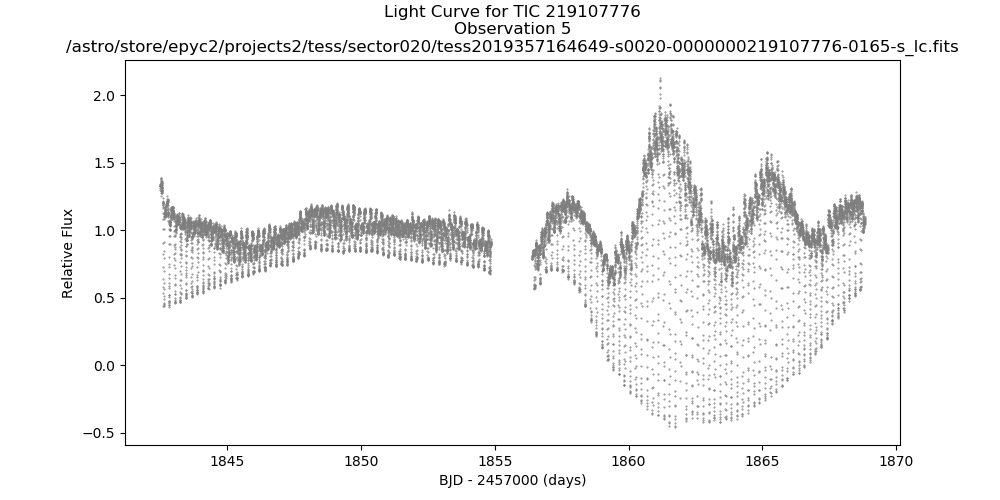 Light Curve for TIC 219107776
Observation 5
/astro/store/epyc2/projects2/tess/sector020/tess2019357164649-s0020-0000000219107776-0165-s_lc.fits
2.0
1.5
1.0
0.5
0.0
−0.5
Relative Flux
1845 1850 1855 1860 1865 1870
BJD - 2457000 (days)